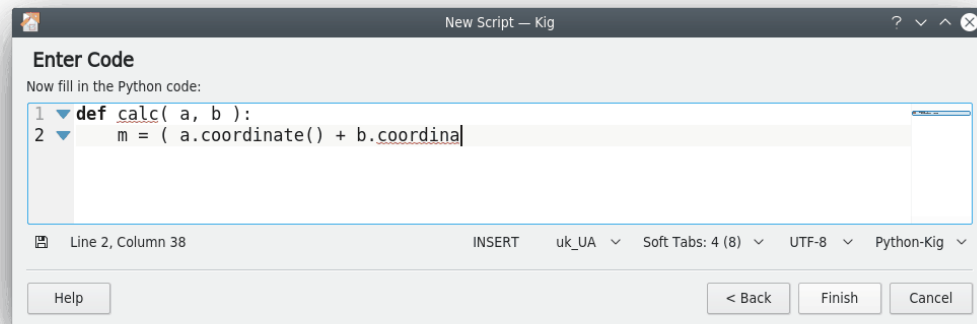 New Script — Kig ?
Enter Code
Now fill in the Python code:
1 def calc( a, b ):
2 m = ( a.coordinate() + b.coordina
Line 2, Column 38 INSERT uk_UA Soft Tabs: 4 (8) UTF-8 Python-Kig
Help < Back Finish Cancel